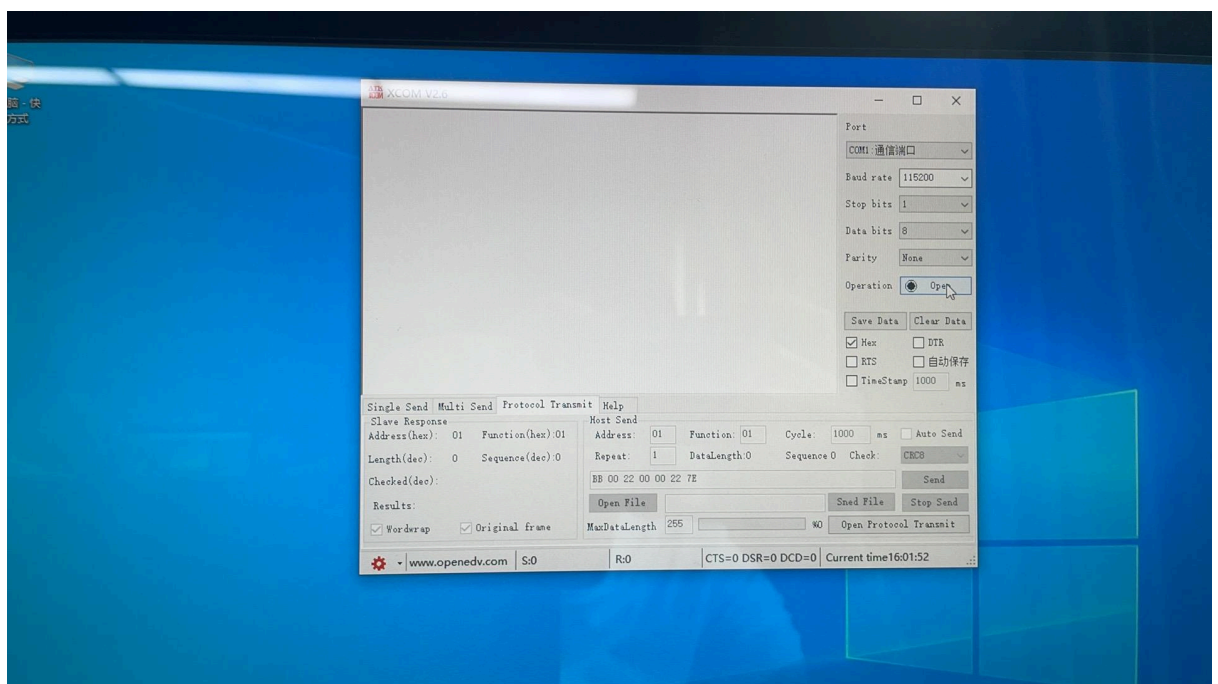 脑 - 快
方式
XCOM V2.6
Port
COM1:通信端口
Baud rate 115200
Stop bits 1
Data bits 8
Parity None
Operation Open
Save Data Clear Data
Hex DTR
RTS 自动保存
TimeStamp 1000 ms
Single Send Multi Send Protocol Transmit Help
Slave Response
Address(hex): 01 Function(hex):01
Length(dec): 0 Sequence(dec):0
Checked(dec):
Results:
Wordwrap Original frame
Host Send
Address: 01 Function: 01 Cycle: 1000 ms Auto Send
Repeat: 1 DataLength:0 Sequence 0 Check: CRC8
BB 00 22 00 00 22 7E Send
Open File Sned File Stop Send
MaxDataLength 255 %0 Open Protocol Transmit
www.openedv.com S:0 R:0 CTS=0 DSR=0 DCD=0 Current time16:01:52